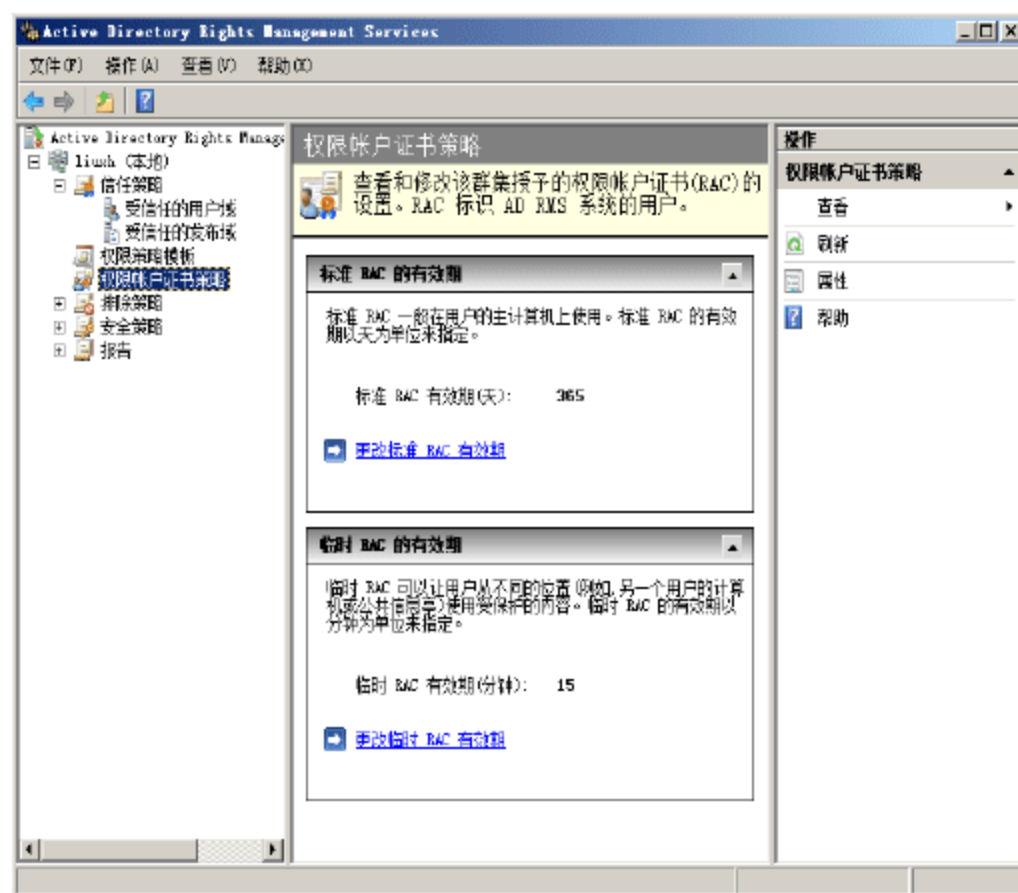 Active Directory Rights Management Services
文件(F) 操作(A) 查看(V) 帮助(H)
Active Directory Rights Manage
liush (本地)
信任策略
受信任的用户域
受信任的发布域
权限策略模板
权限帐户证书策略
排除策略
安全策略
报告
权限帐户证书策略
查看和修改该群集授予的权限帐户证书(RAC)的
设置。RAC 标识 AD RMS 系统的用户。
标准 RAC 的有效期
标准 RAC 一般在用户的主计算机上使用。标准 RAC 的有效
期以天为单位来指定。
标准 RAC 有效期(天): 365
更改标准 RAC 有效期
临时 RAC 的有效期
临时 RAC 可以让用户从不同的位置(例如,另一个用户的计算
机或公共信息亭)使用受保护的内容。临时 RAC 的有效期以
分钟为单位来指定。
临时 RAC 有效期(分钟): 15
更改临时 RAC 有效期
操作
权限帐户证书策略
查看
刷新
属性
帮助